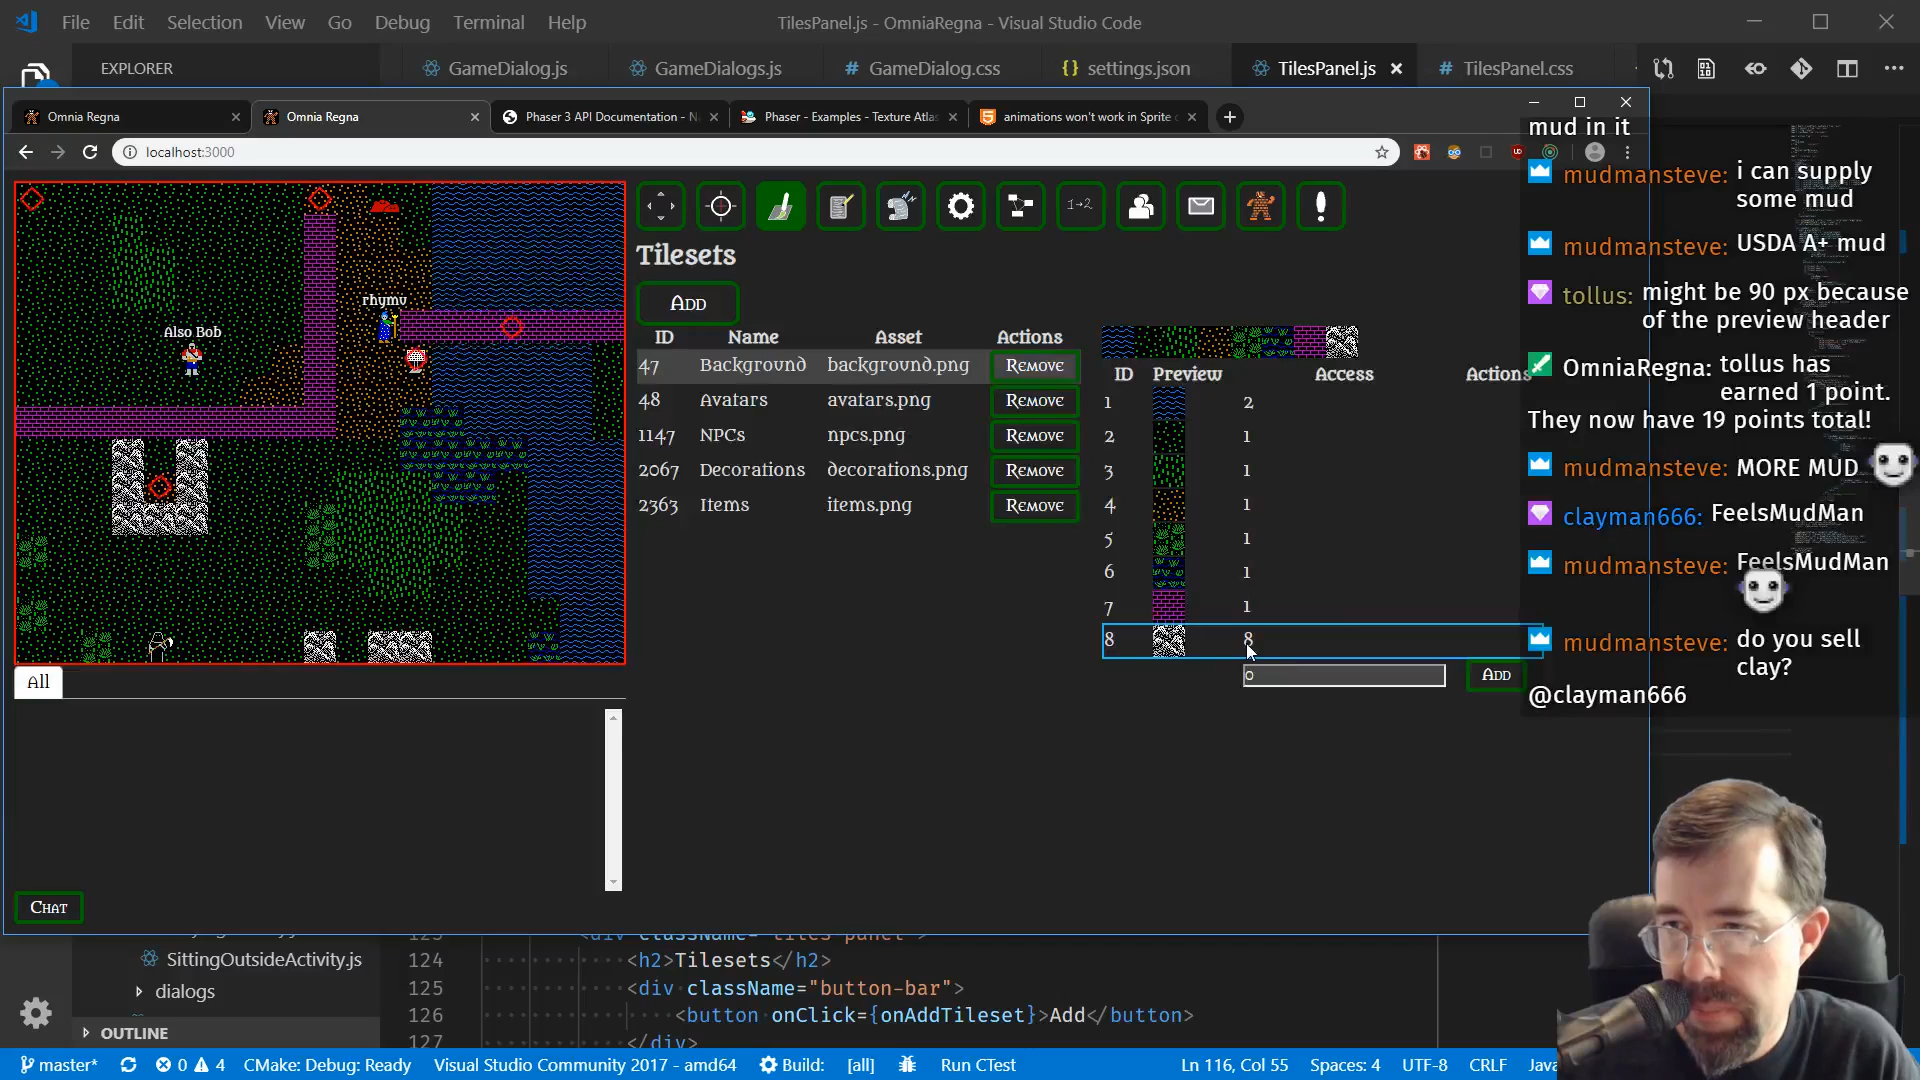 File Edit Selection View Go Debug Terminal Help
TilesPanel.js - OmniaRegna - Visual Studio Code
EXPLORER
GameDialog.js GameDialogs.js # GameDialog.css {} settings.json TilesPanel.js # TilesPanel.css
Omnia Regna
Omnia Regna
Phaser 3 API Documentation - N
Phaser - Examples - Texture Atlas
animations won't work in Sprite
localhost:3000
mud in it
mudmansteve: i can supply
some mud
mudmansteve: USDA A+ mud
tollus: might be 90 px because
of the preview header
OmniaRegna: tollus has
earned 1 point.
They now have 19 points total!
mudmansteve: MORE MUD
clayman666: FeelsMudMan
mudmansteve: FeelsMudMan
mudmansteve: do you sell
clay?
@clayman666
Also Bob
rhymu
1→2
Tilesets
Add
ID Name Asset Actions
47 Background background.png Remove
48 Avatars avatars.png Remove
1147 NPCs npcs.png Remove
2067 Decorations decorations.png Remove
2363 Items items.png Remove
ID Preview Access Actions
1 2
2 1
3 1
4 1
5 1
6 1
7 1
8 8
0 Add
All
Chat
SittingOutsideActivity.js
dialogs
OUTLINE
124 <h2>Tilesets</h2>
125 <div className="button-bar">
126 <button onClick={onAddTileset}>Add</button>
127 </div>
master* 0 4 CMake: Debug: Ready Visual Studio Community 2017 - amd64 Build: [all] Run CTest Ln 116, Col 55 Spaces: 4 UTF-8 CRLF